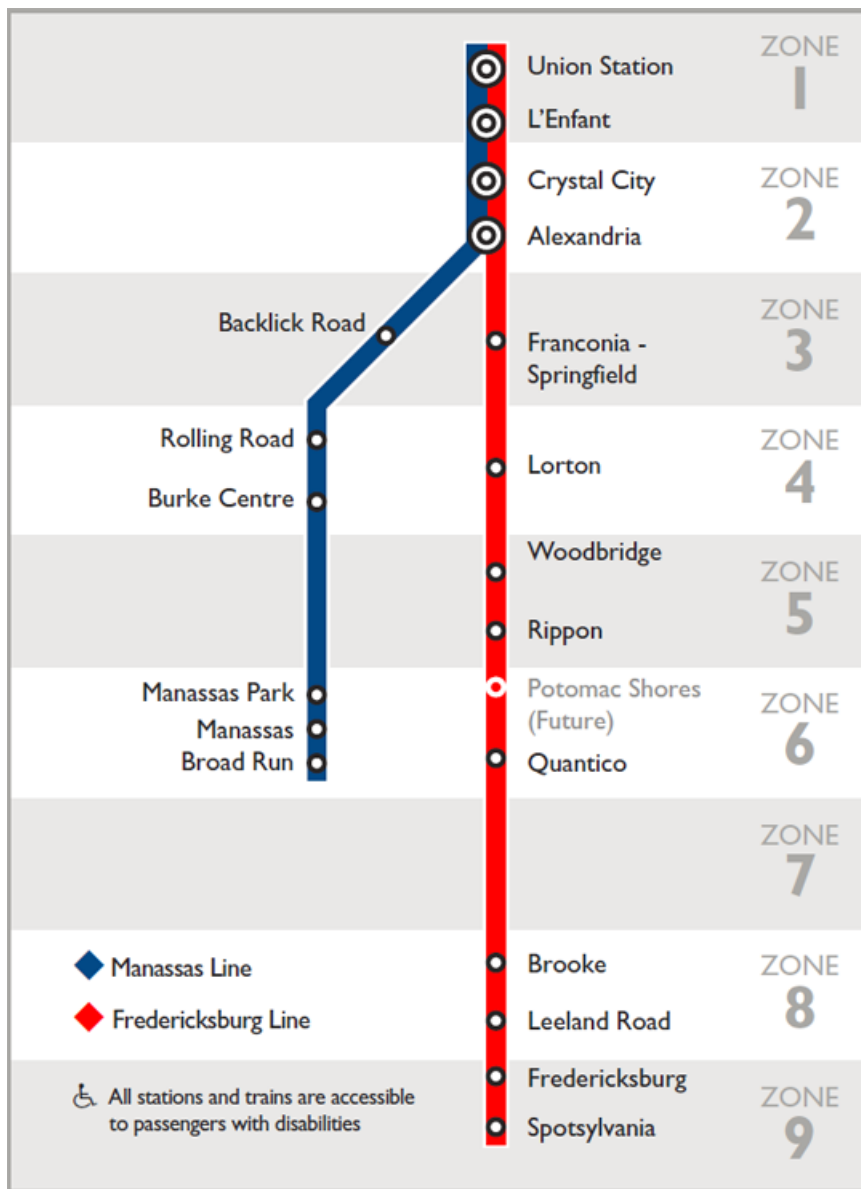 Union Station
ZONE
1
L'Enfant
Crystal City
ZONE
2
Alexandria
Backlick Road
Franconia -
Springfield
ZONE
3
Rolling Road
Burke Centre
Lorton
ZONE
4
Woodbridge
Rippon
ZONE
5
Manassas Park
Manassas
Broad Run
Potomac Shores
(Future)
Quantico
ZONE
6
ZONE
7
Manassas Line
Fredericksburg Line
Brooke
Leeland Road
ZONE
8
All stations and trains are accessible
to passengers with disabilities
Fredericksburg
Spotsylvania
ZONE
9